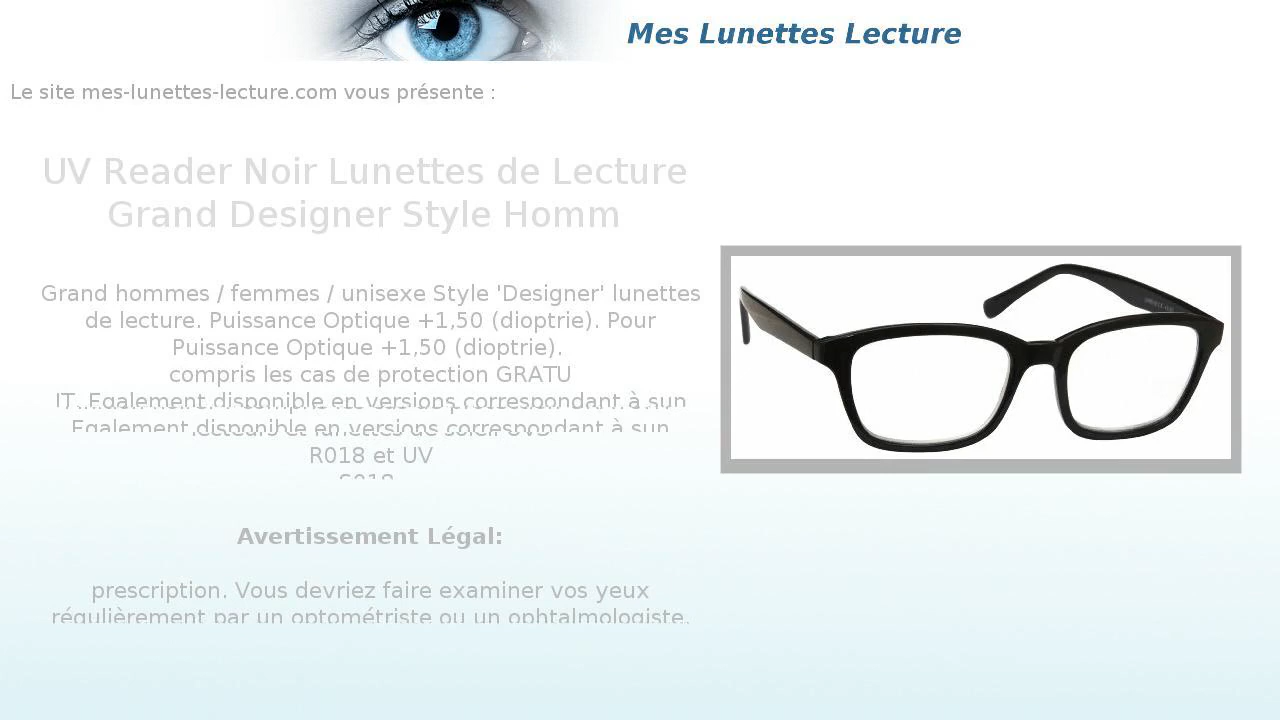 Mes Lunettes Lecture
Le site mes-lunettes-lecture.com vous présente :
UV Reader Noir Lunettes de Lecture
Grand Designer Style Homm
Grand hommes / femmes / unisexe Style 'Designer' lunettes
de lecture. Puissance Optique +1,50 (dioptrie). Pour
Puissance Optique +1,50 (dioptrie).
compris les cas de protection GRATU
IT. Egalement disponible en versions correspondant à sun
Egalement disponible en versions correspondant à sun
R018 et UV
S018
Avertissement Légal:
prescription. Vous devriez faire examiner vos yeux
régulièrement par un optométriste ou un ophtalmologiste.